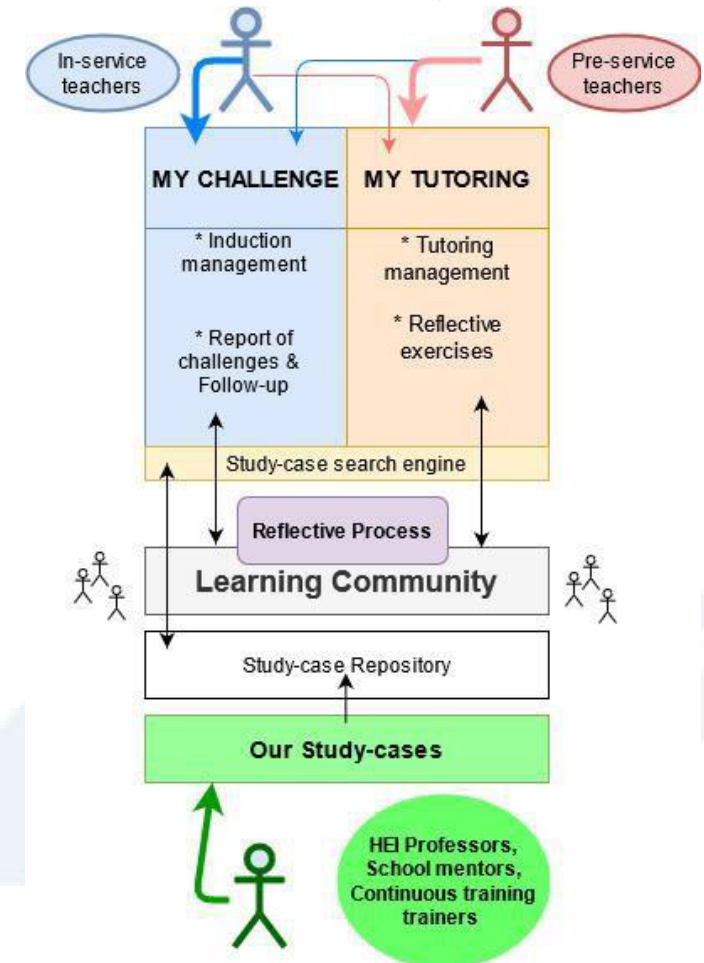 In-service
teachers
Pre-service
teachers
MY CHALLENGE
MY TUTORING
* Induction
management
* Report of
challenges &
Follow-up
* Tutoring
management
* Reflective
exercises
Study-case search engine
Reflective Process
Learning Community
Study-case Repository
Our Study-cases
HEI Professors,
School mentors,
Continuous training
trainers